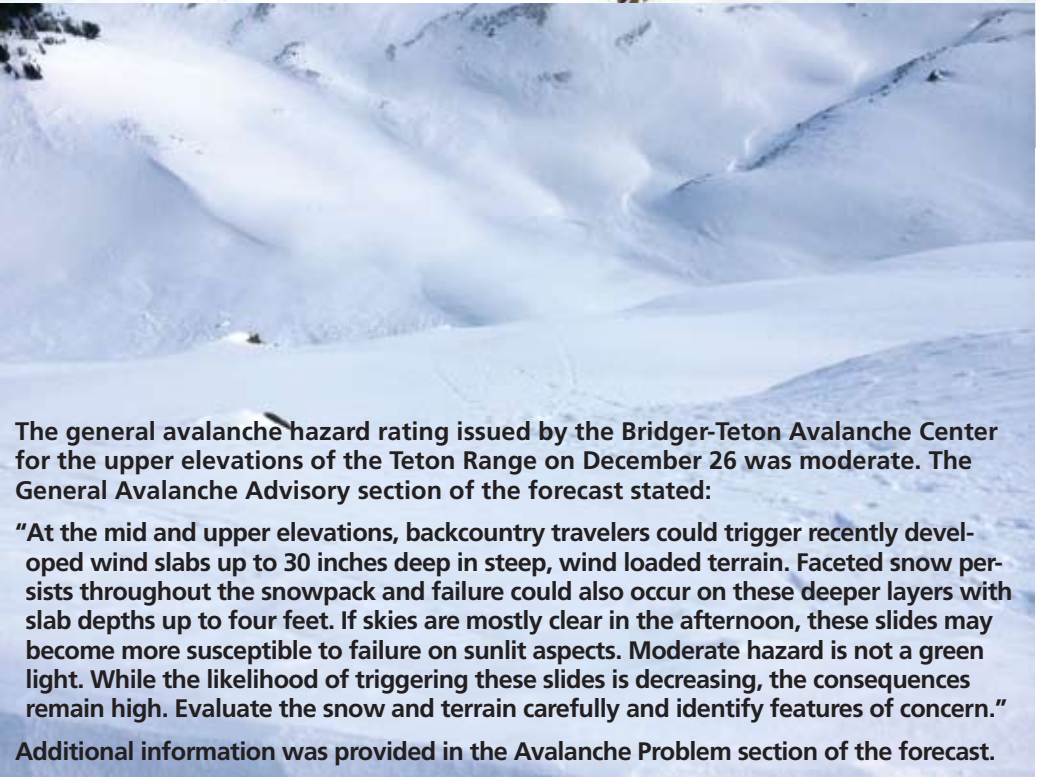 The general avalanche hazard rating issued by the Bridger-Teton Avalanche Center
for the upper elevations of the Teton Range on December 26 was moderate. The
General Avalanche Advisory section of the forecast stated:
“At the mid and upper elevations, backcountry travelers could trigger recently devel-
oped wind slabs up to 30 inches deep in steep, wind loaded terrain. Faceted snow per-
sists throughout the snowpack and failure could also occur on these deeper layers with
slab depths up to four feet. If skies are mostly clear in the afternoon, these slides may
become more susceptible to failure on sunlit aspects. Moderate hazard is not a green
light. While the likelihood of triggering these slides is decreasing, the consequences
remain high. Evaluate the snow and terrain carefully and identify features of concern.”
Additional information was provided in the Avalanche Problem section of the forecast.